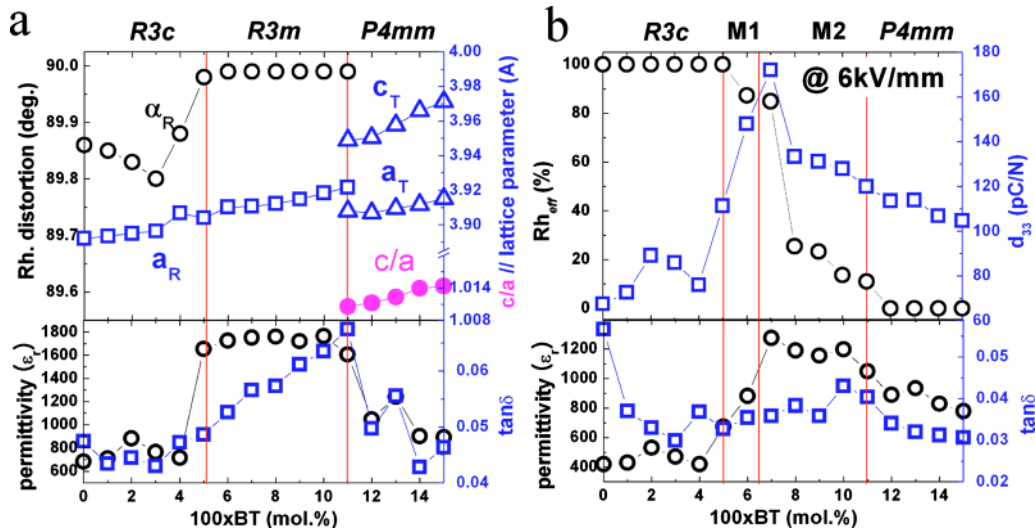 a
R3c R3m P4mm
Rh. distortion (deg.)
90.0
89.9
89.8
89.7
89.6
αR
aR
cT
aT
c/a
4.00
3.98
3.96
3.94
3.92
3.90
1.014
1.008
c/a // lattice parameter (A)
permittivity (εr)
1800
1600
1400
1200
1000
800
600
0.06
0.05
0.04
tanδ
0 2 4 6 8 10 12 14
100xBT (mol.%)
b
R3c M1 M2 P4mm
@ 6kV/mm
Rheff (%)
100
80
60
40
20
0
180
160
140
120
100
80
60
d33 (pC/N)
permittivity (εr)
1200
1000
800
600
400
0.05
0.04
0.03
0.02
tanδ
0 2 4 6 8 10 12 14
100xBT (mol.%)